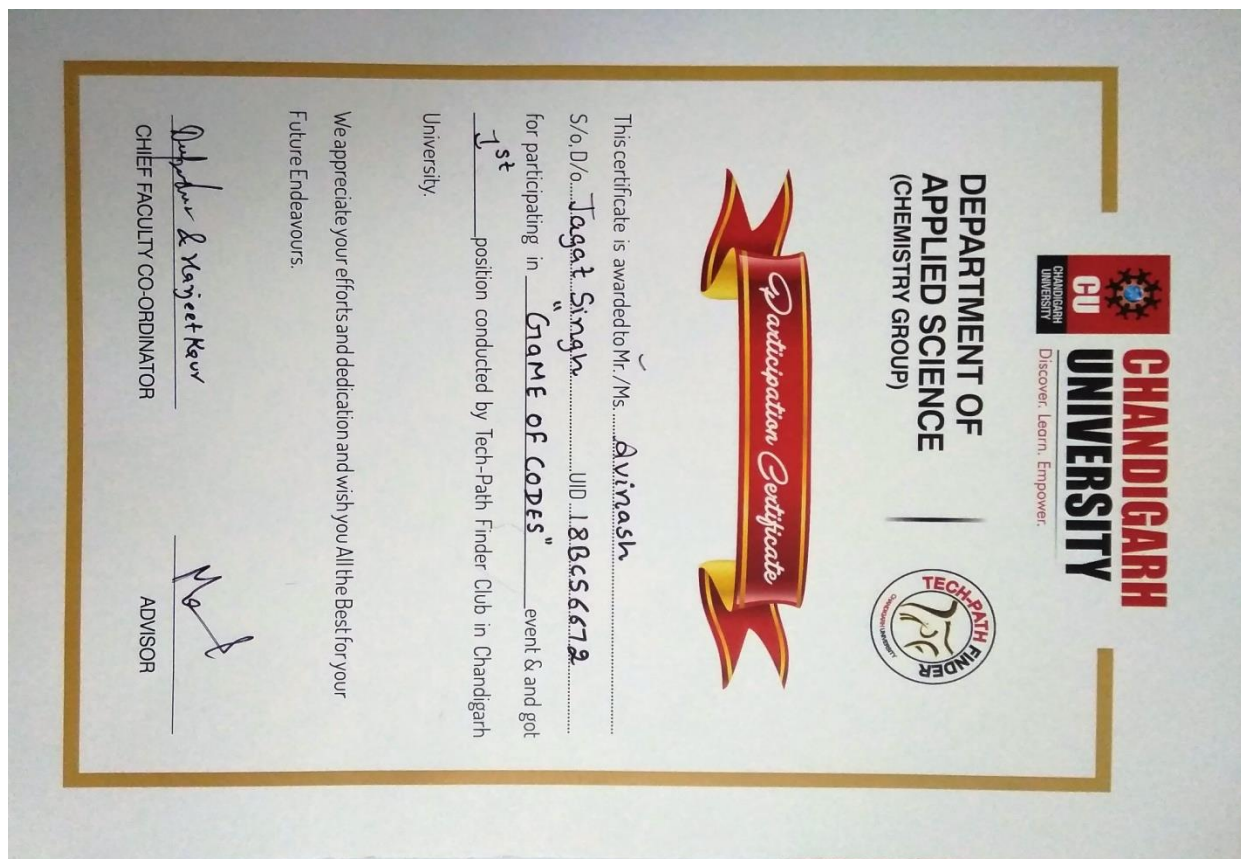 CHANDIGARH
UNIVERSITY
Discover. Learn. Empower.
CU
CHANDIGARH
UNIVERSITY
DEPARTMENT OF
APPLIED SCIENCE
(CHEMISTRY GROUP)
TECH-PATH FINDER
CHANDIGARH UNIVERSITY
Participation Certificate
This certificate is awarded to Mr./Ms. Avinash
S/o, D/o Jagat Singh UID 18BCS6672
for participating in "GAME OF CODES" event & and got
1st position conducted by Tech-Path Finder Club in Chandigarh
University.
We appreciate your efforts and dedication and wish you All the Best for your
Future Endeavours.
& Manjeet Kaur
CHIEF FACULTY CO-ORDINATOR
ADVISOR